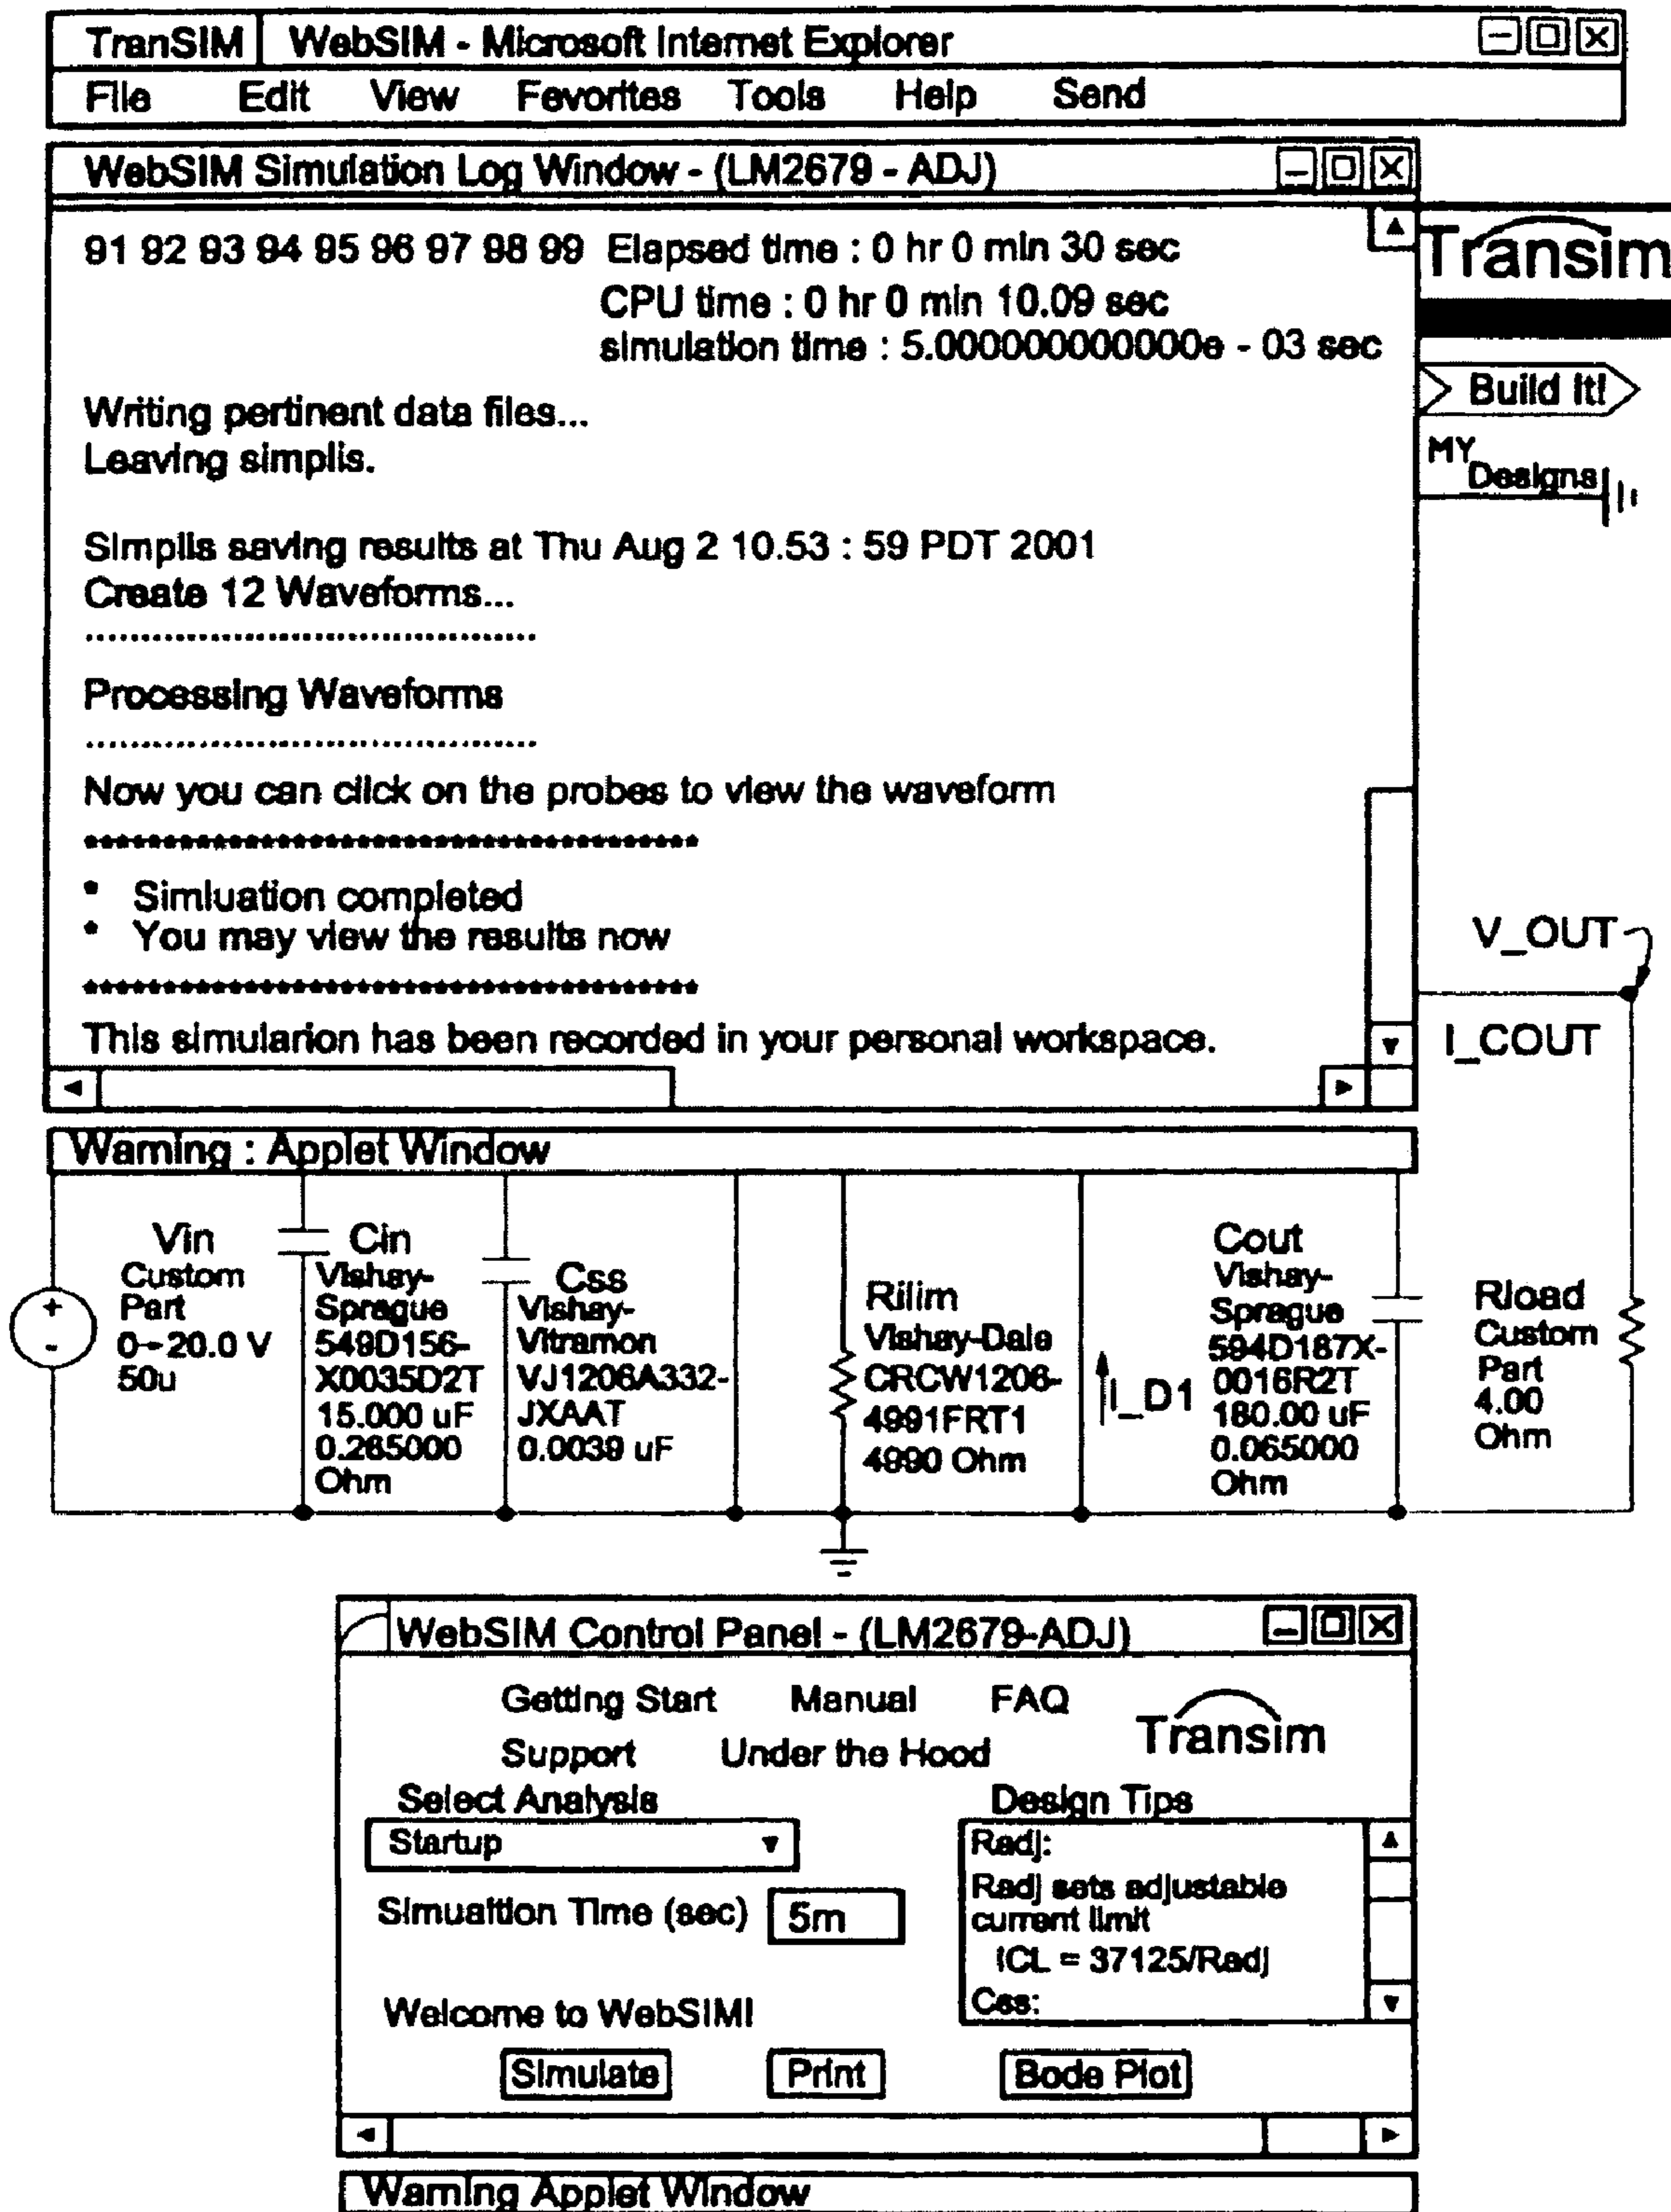 TranSIM WebSIM - Microsoft Internet Explorer
File Edit View Fevorites Tools Help Send
WebSIM Simulation Log Window - (LM2679 - ADJ)
91 92 93 94 95 96 97 98 99 Elapsed time : 0 hr 0 min 30 sec
CPU time : 0 hr 0 min 10.09 sec
simulation time : 5.000000000000e - 03 sec
Writing pertinent data files...
Leaving simplis.
Simplis saving results at Thu Aug 2 10.53 : 59 PDT 2001
Create 12 Waveforms...
Processing Waveforms
Now you can click on the probes to view the waveform
****************************************
* Simluation completed
* You may view the results now
****************************************
This simularion has been recorded in your personal workspace.
Transim
Build it!
MY
Designs
V_OUT
I_COUT
Warning : Applet Window
Vin
Custom
Part
0-20.0 V
50u
Cin
Vishay-
Sprague
549D156-
X0035D2T
15.000 uF
0.265000
Ohm
Css
Vishay-
Vitramon
VJ1206A332-
JXAAT
0.0039 uF
Rilim
Vishay-Dale
CRCW1206-
4991FRT1
4990 Ohm
I_D1
Cout
Vishay-
Sprague
594D187X-
0016R2T
180.00 uF
0.065000
Ohm
Rload
Custom
Part
4.00
Ohm
WebSIM Control Panel - (LM2679-ADJ)
Getting Start Manual FAQ
Support Under the Hood
Transim
Select Analysis
Startup
Simuaition Time (sec) 5m
Welcome to WebSIM!
Design Tips
Radj:
Radj sets adjustable
current limit
ICL = 37125/Radj
Css:
Simulate Print Bode Plot
Warning Applet Window